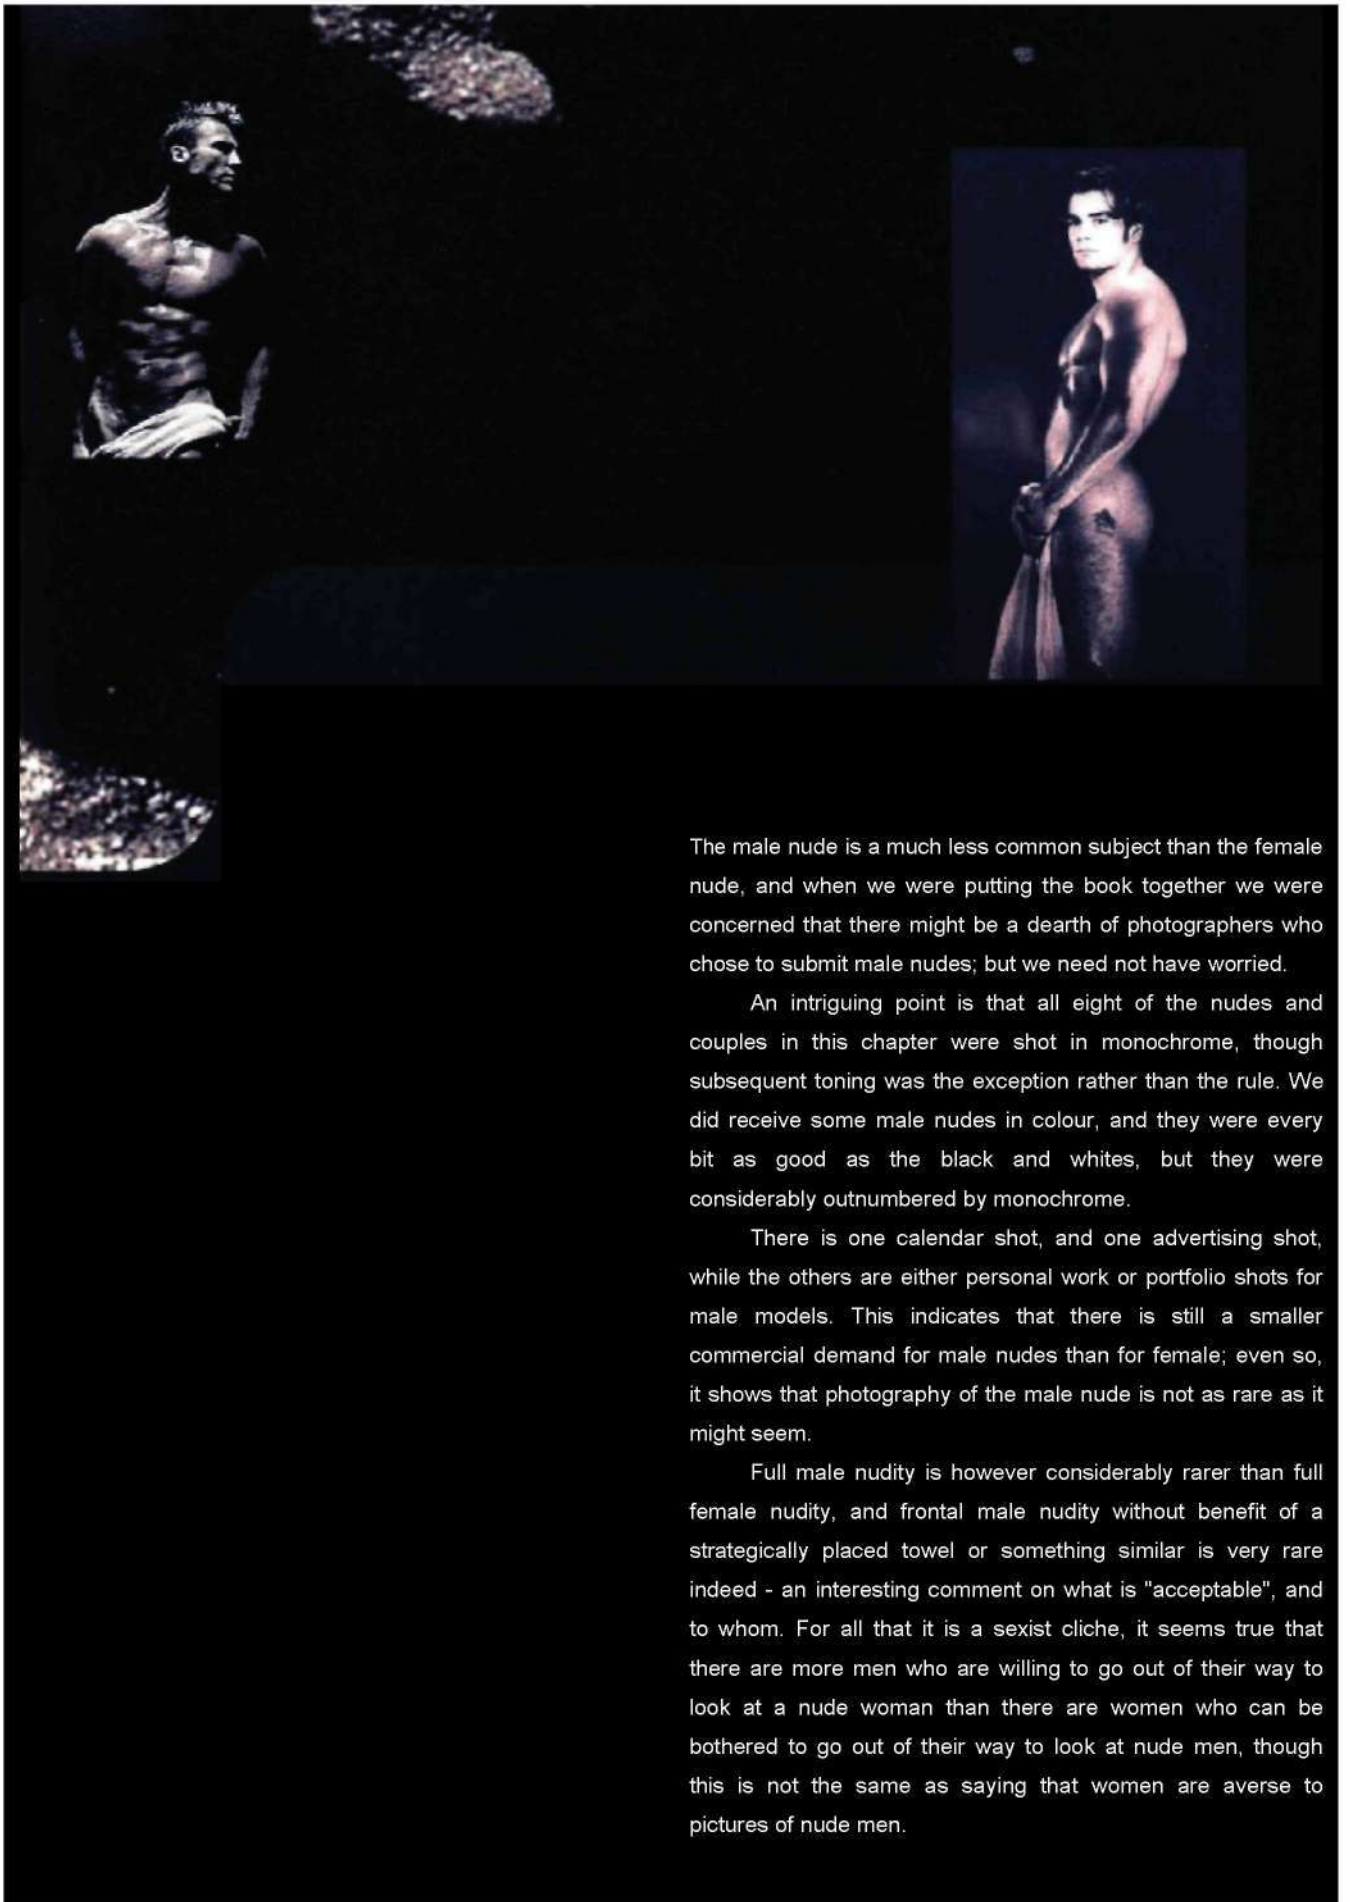 The male nude is a much less common subject than the female
nude, and when we were putting the book together we were
concerned that there might be a dearth of photographers who
chose to submit male nudes; but we need not have worried.
An intriguing point is that all eight of the nudes and
couples in this chapter were shot in monochrome, though
subsequent toning was the exception rather than the rule. We
did receive some male nudes in colour, and they were every
bit as good as the black and whites, but they were
considerably outnumbered by monochrome.
There is one calendar shot, and one advertising shot,
while the others are either personal work or portfolio shots for
male models. This indicates that there is still a smaller
commercial demand for male nudes than for female; even so,
it shows that photography of the male nude is not as rare as it
might seem.
Full male nudity is however considerably rarer than full
female nudity, and frontal male nudity without benefit of a
strategically placed towel or something similar is very rare
indeed - an interesting comment on what is "acceptable", and
to whom. For all that it is a sexist cliche, it seems true that
there are more men who are willing to go out of their way to
look at a nude woman than there are women who can be
bothered to go out of their way to look at nude men, though
this is not the same as saying that women are averse to
pictures of nude men.